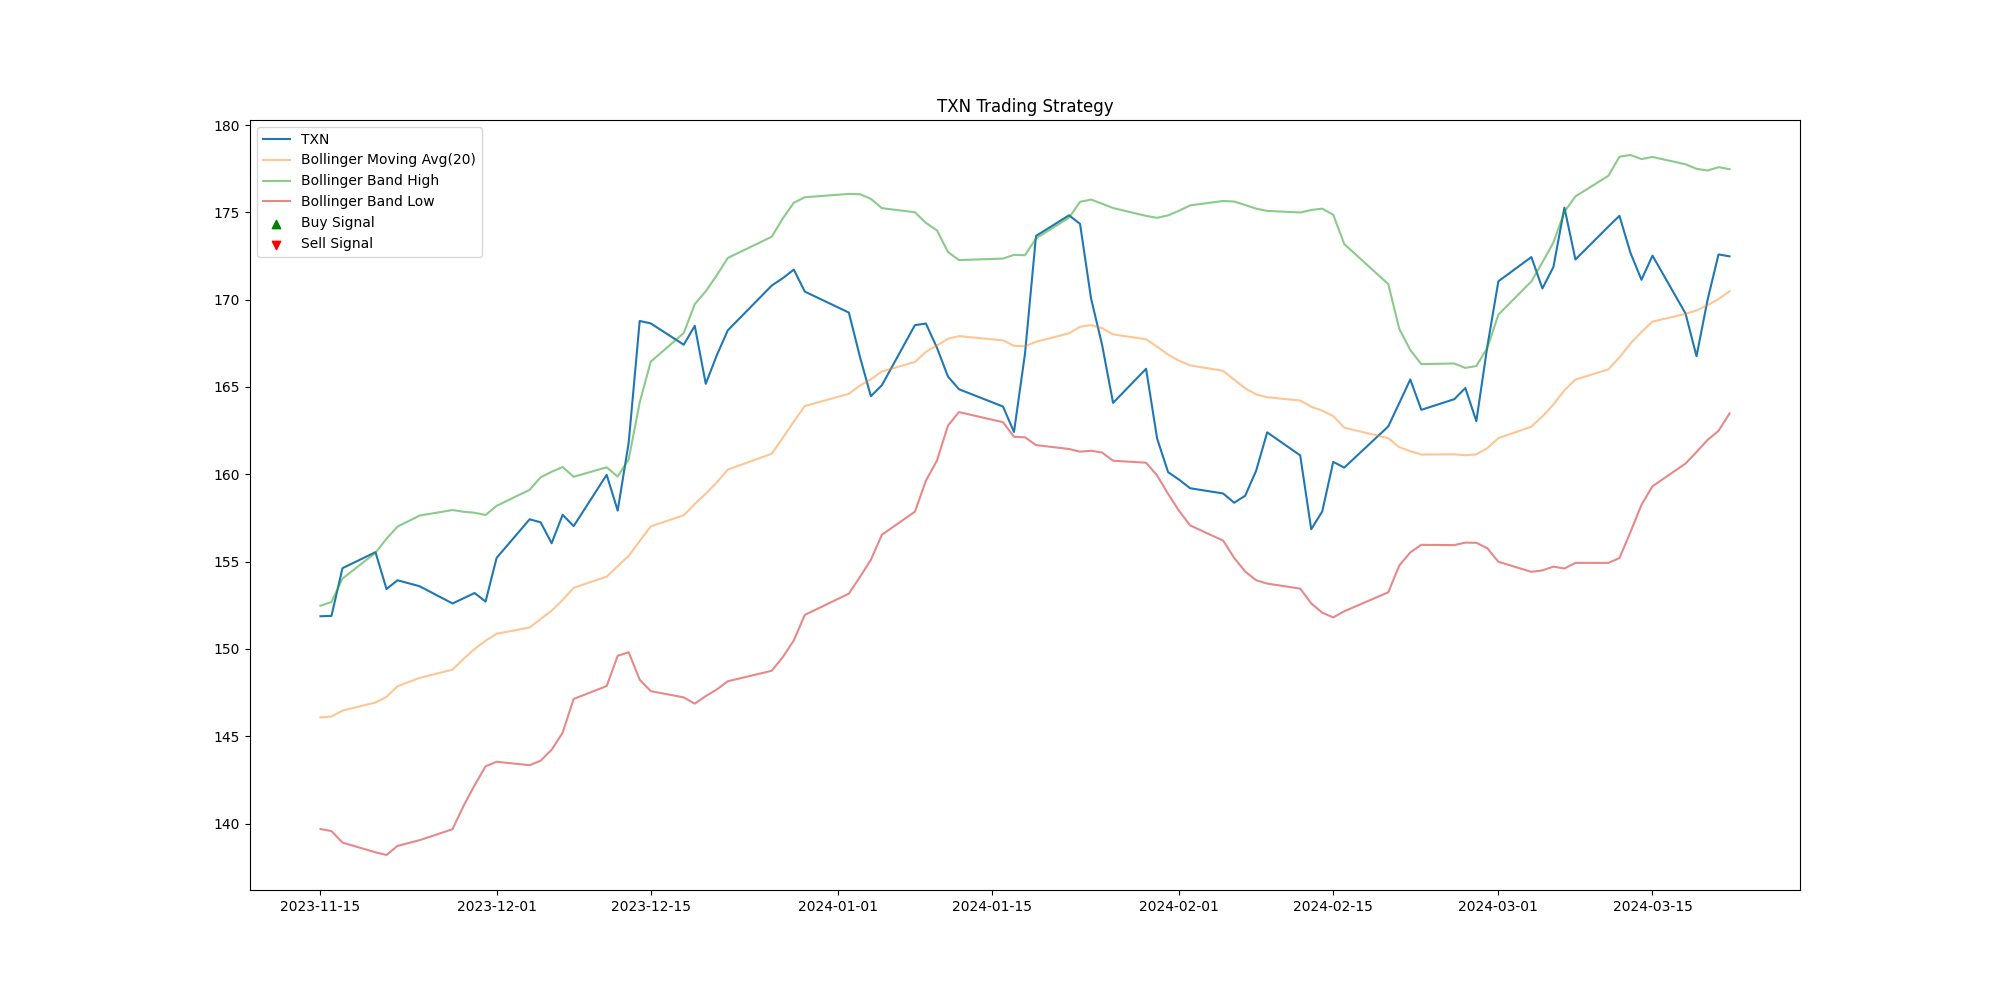 TXN Trading Strategy
180
175
170
165
160
155
150
145
140
TXN
Bollinger Moving Avg(20)
Bollinger Band High
Bollinger Band Low
Buy Signal
Sell Signal
2023-11-15
2023-12-01
2023-12-15
2024-01-01
2024-01-15
2024-02-01
2024-02-15
2024-03-01
2024-03-15